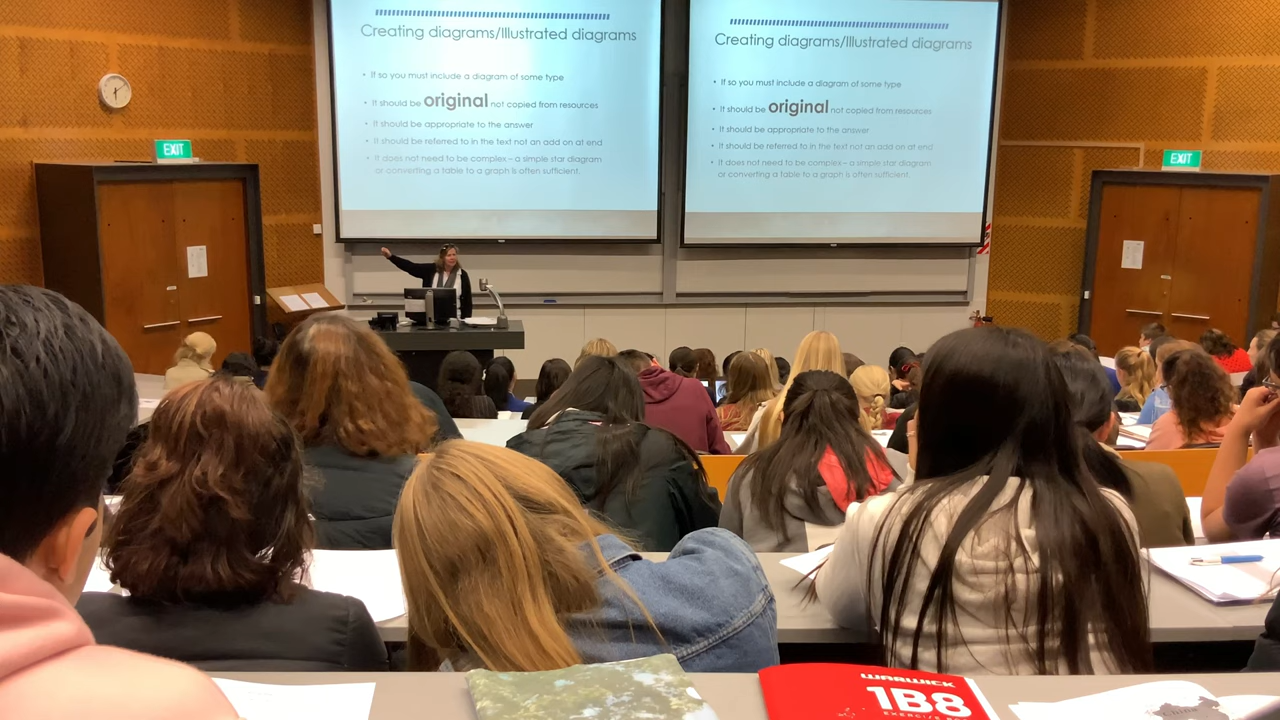 Creating diagrams/Illustrated diagrams
• If so you must include a diagram of some type
• It should be original not copied from resources
• It should be appropriate to the answer
• It should be referred to in the text not an add on at end
• It does not need to be complex – a simple star diagram
or converting a table to a graph is often sufficient.
Creating diagrams/Illustrated diagrams
• If so you must include a diagram of some type
• It should be original not copied from resources
• It should be appropriate to the answer
• It should be referred to in the text not an add on at end
• It does not need to be complex – a simple star diagram
or converting a table to a graph is often sufficient.
EXIT
EXIT
WARWICK
1B8